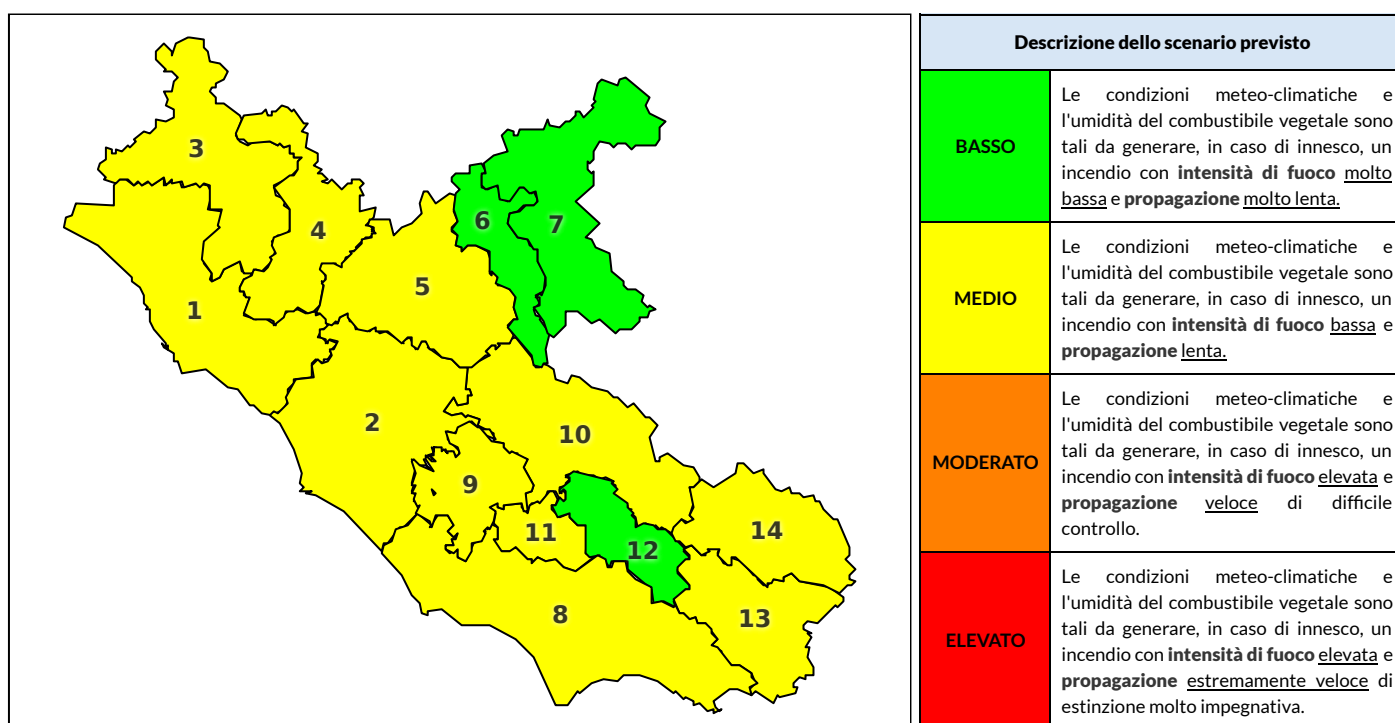 3
4
6
7
5
1
2
10
9
11
12
14
8
13
Descrizione dello scenario previsto
BASSO
Le condizioni meteo-climatiche e
l'umidità del combustibile vegetale sono
tali da generare, in caso di innesco, un
incendio con intensità di fuoco molto
bassa e propagazione molto lenta.
MEDIO
Le condizioni meteo-climatiche e
l'umidità del combustibile vegetale sono
tali da generare, in caso di innesco, un
incendio con intensità di fuoco bassa e
propagazione lenta.
MODERATO
Le condizioni meteo-climatiche e
l'umidità del combustibile vegetale sono
tali da generare, in caso di innesco, un
incendio con intensità di fuoco elevata e
propagazione veloce di difficile
controllo.
ELEVATO
Le condizioni meteo-climatiche e
l'umidità del combustibile vegetale sono
tali da generare, in caso di innesco, un
incendio con intensità di fuoco elevata e
propagazione estremamente veloce di
estinzione molto impegnativa.